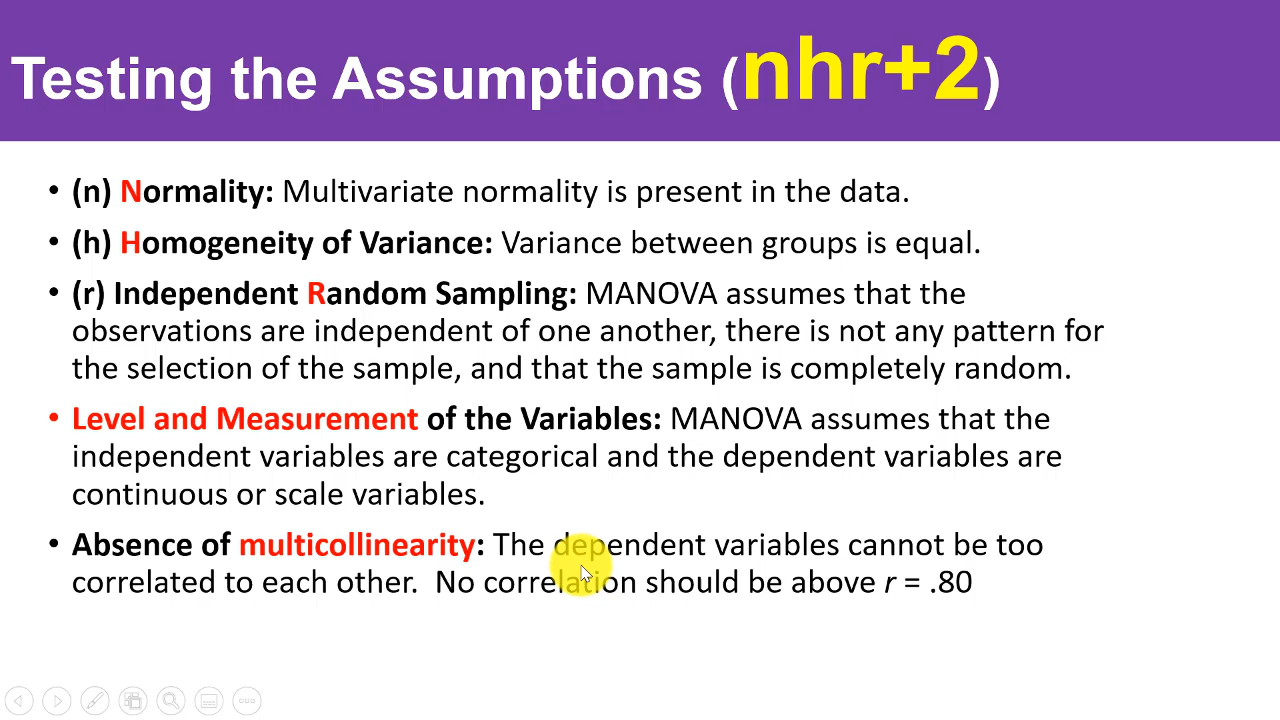 Testing the Assumptions (nhr+2)
• (n) Normality: Multivariate normality is present in the data.
• (h) Homogeneity of Variance: Variance between groups is equal.
• (r) Independent Random Sampling: MANOVA assumes that the
observations are independent of one another, there is not any pattern for
the selection of the sample, and that the sample is completely random.
• Level and Measurement of the Variables: MANOVA assumes that the
independent variables are categorical and the dependent variables are
continuous or scale variables.
• Absence of multicollinearity: The dependent variables cannot be too
correlated to each other. No correlation should be above r = .80